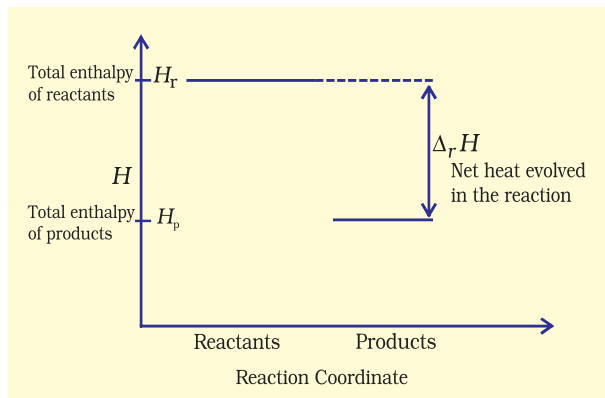 Total enthalpy
of reactants
Hr
H
ΔrH
Net heat evolved
in the reaction
Total enthalpy
of products
Hp
Reactants
Products
Reaction Coordinate